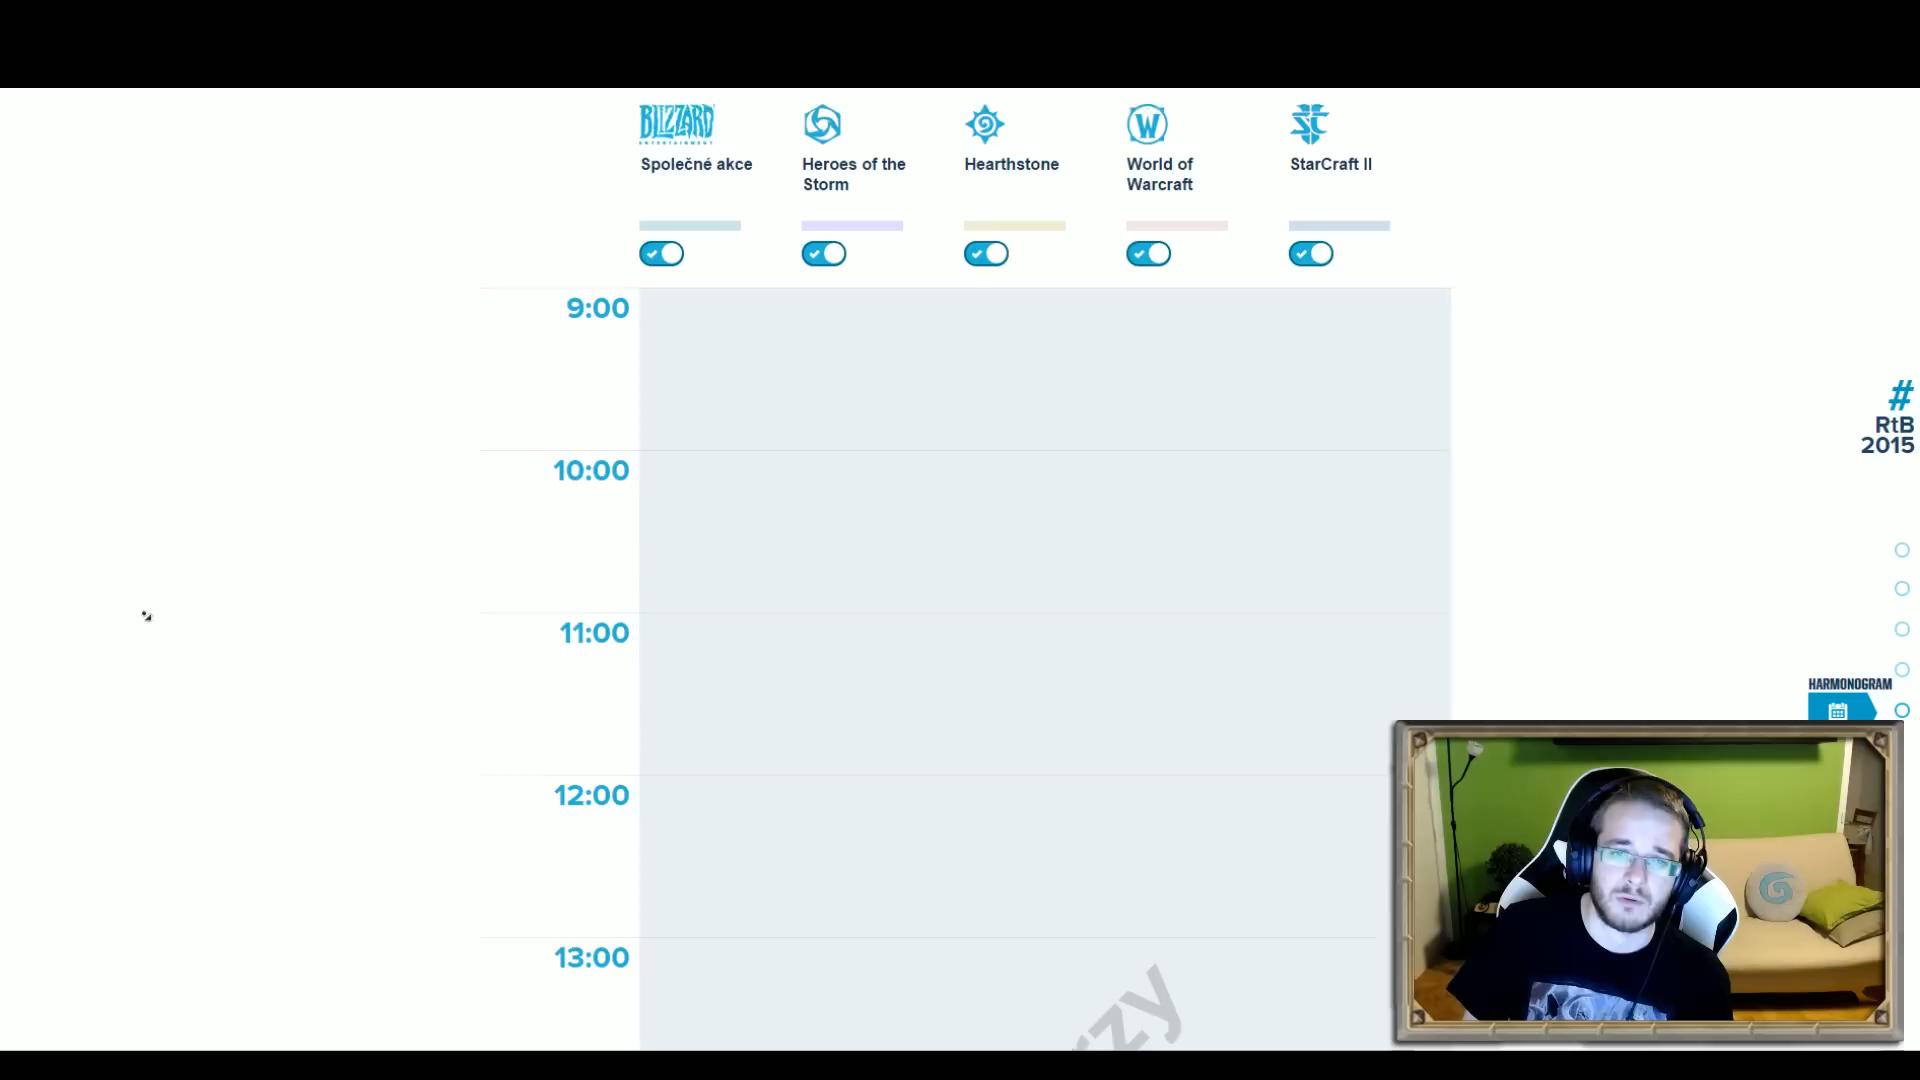 BLIZZARD
ENTERTAINMENT
Společné akce
Heroes of the
Storm
Hearthstone
World of
Warcraft
StarCraft II
9:00
10:00
11:00
12:00
13:00
#
RtB
2015
HARMONOGRAM